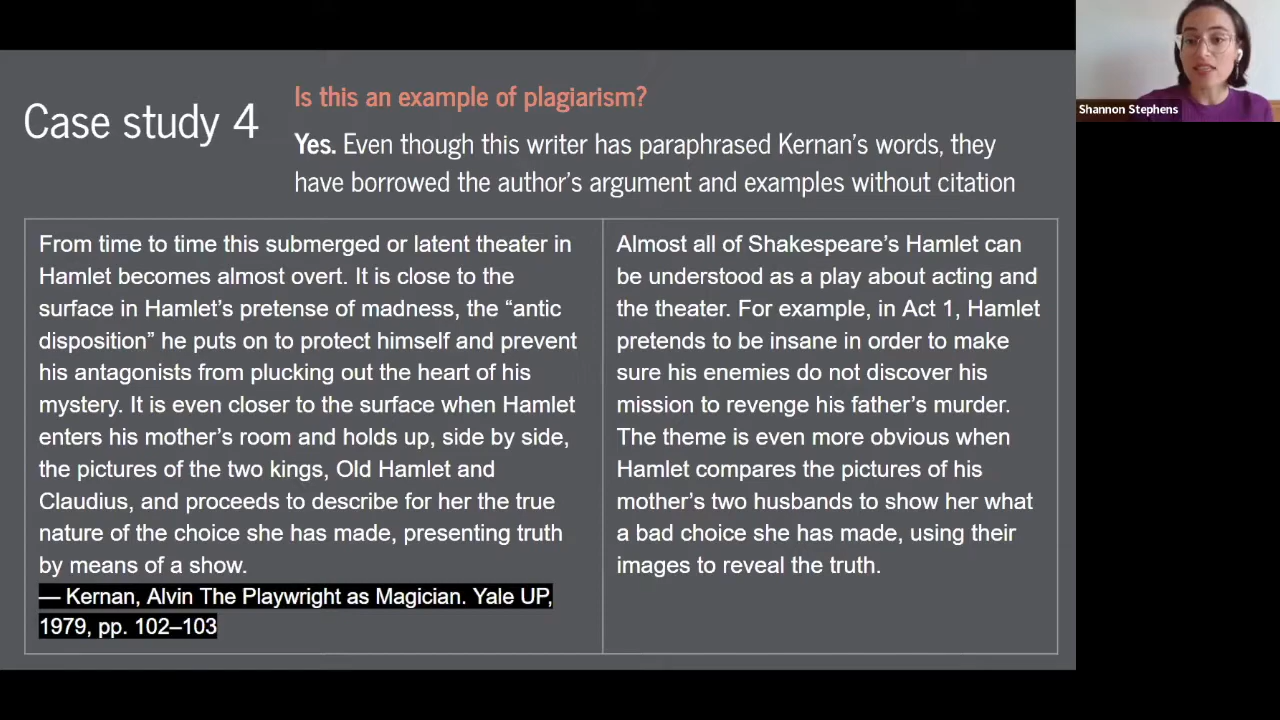 Case study 4
Is this an example of plagiarism?
Yes. Even though this writer has paraphrased Kernan’s words, they
have borrowed the author’s argument and examples without citation
From time to time this submerged or latent theater in
Hamlet becomes almost overt. It is close to the
surface in Hamlet’s pretense of madness, the “antic
disposition” he puts on to protect himself and prevent
his antagonists from plucking out the heart of his
mystery. It is even closer to the surface when Hamlet
enters his mother’s room and holds up, side by side,
the pictures of the two kings, Old Hamlet and
Claudius, and proceeds to describe for her the true
nature of the choice she has made, presenting truth
by means of a show.
— Kernan, Alvin The Playwright as Magician. Yale UP,
1979, pp. 102–103
Almost all of Shakespeare’s Hamlet can
be understood as a play about acting and
the theater. For example, in Act 1, Hamlet
pretends to be insane in order to make
sure his enemies do not discover his
mission to revenge his father’s murder.
The theme is even more obvious when
Hamlet compares the pictures of his
mother’s two husbands to show her what
a bad choice she has made, using their
images to reveal the truth.
Shannon Stephens